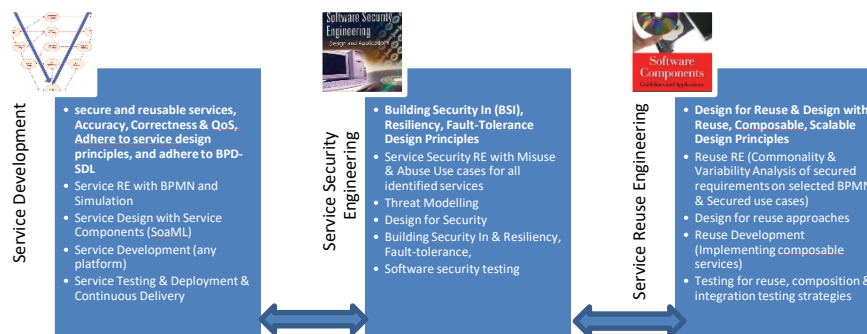 Service Development
• secure and reusable services,
Accuracy, Correctness & QoS,
Adhere to service design
principles, and adhere to BPD-
SDL
• Service RE with BPMN and
Simulation
• Service Design with Service
Components (SoaML)
• Service Development (any
platform)
• Service Testing & Deployment &
Continuous Delivery
Software Security
Engineering
Design and Applications
Service Security
Engineering
• Building Security In (BSI),
Resiliency, Fault-Tolerance
Design Principles
• Service Security RE with Misuse
& Abuse Use cases for all
identified services
• Threat Modelling
• Design for Security
• Building Security In & Resiliency,
Fault-tolerance,
• Software security testing
Software
Components
Guidelines and Applications
Service Reuse Engineering
• Design for Reuse & Design with
Reuse, Composable, Scalable
Design Principles
• Reuse RE (Commonality &
Variability Analysis of secured
requirements on selected BPMN
& Secured use cases)
• Design for reuse approaches
• Reuse Development
(Implementing composable
services)
• Testing for reuse, composition &
integration testing strategies